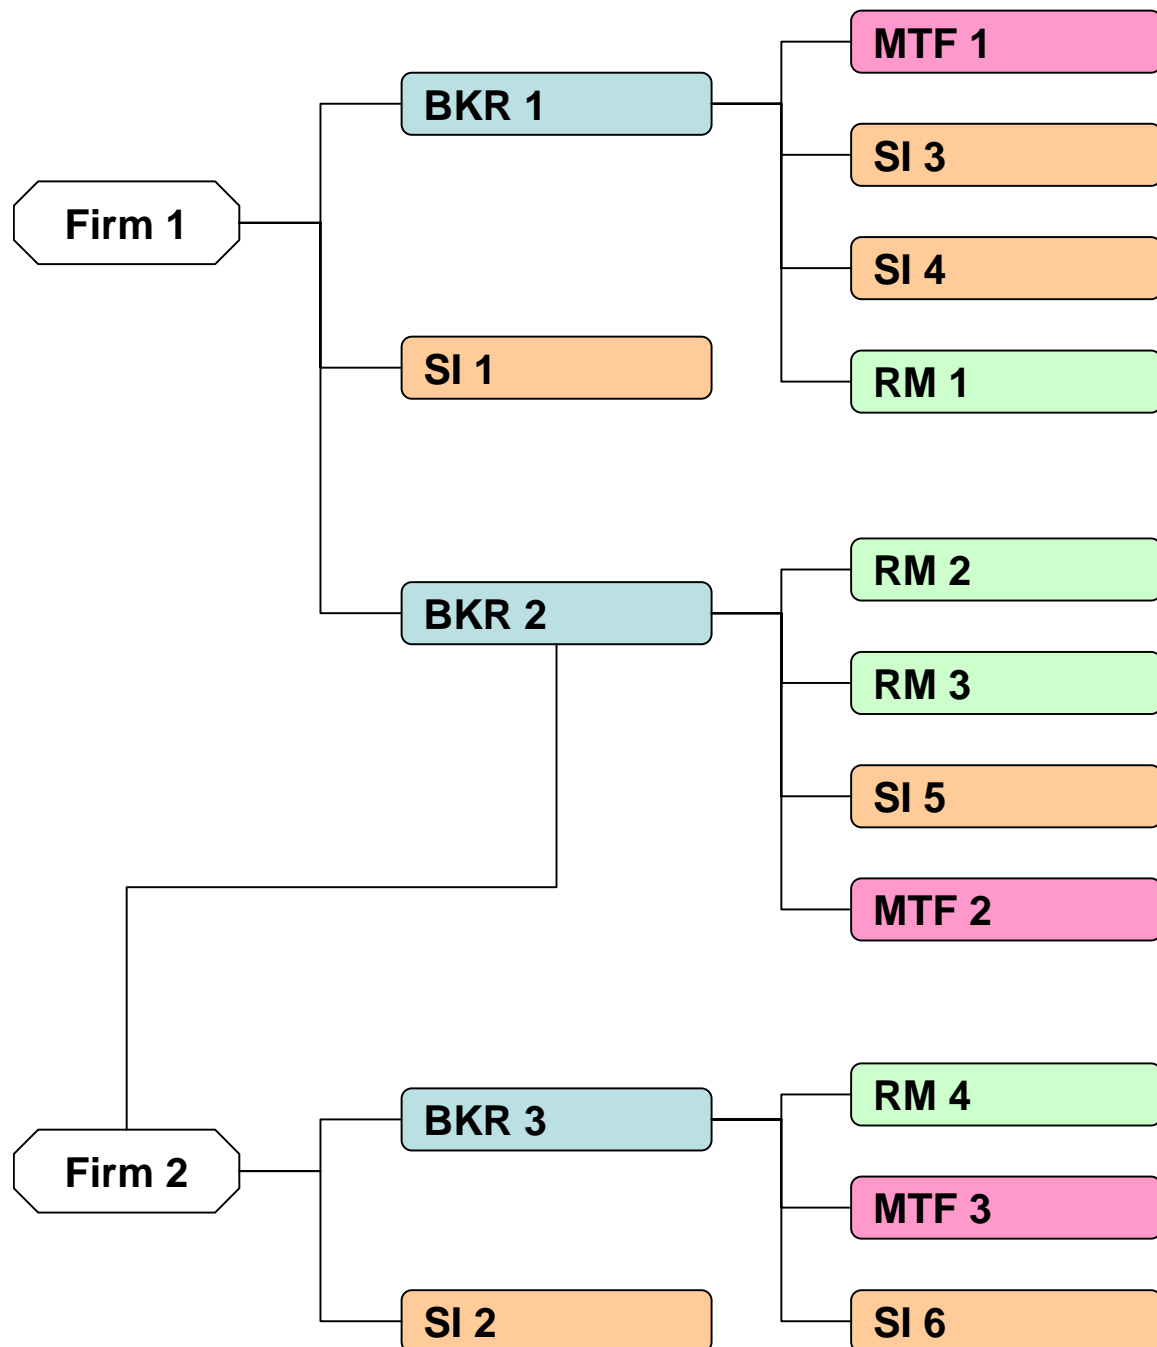 Firm 1
BKR 1
SI 1
BKR 2
MTF 1
SI 3
SI 4
RM 1
RM 2
RM 3
SI 5
MTF 2
Firm 2
BKR 3
SI 2
RM 4
MTF 3
SI 6